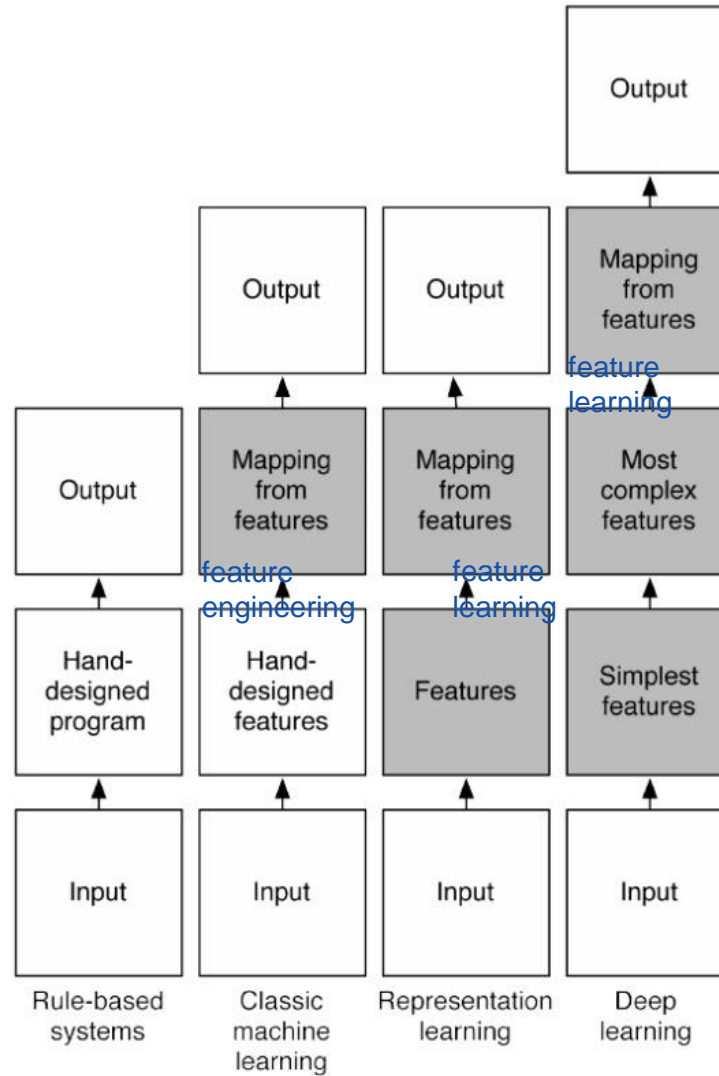 Output
Output
Output
Mapping
from
features
feature
learning
Output
Mapping
from
features
Mapping
from
features
Most
complex
features
feature
engineering
feature
learning
Hand-
designed
program
Hand-
designed
features
Features
Simplest
features
Input
Input
Input
Input
Rule-based
systems
Classic
machine
learning
Representation
learning
Deep
learning